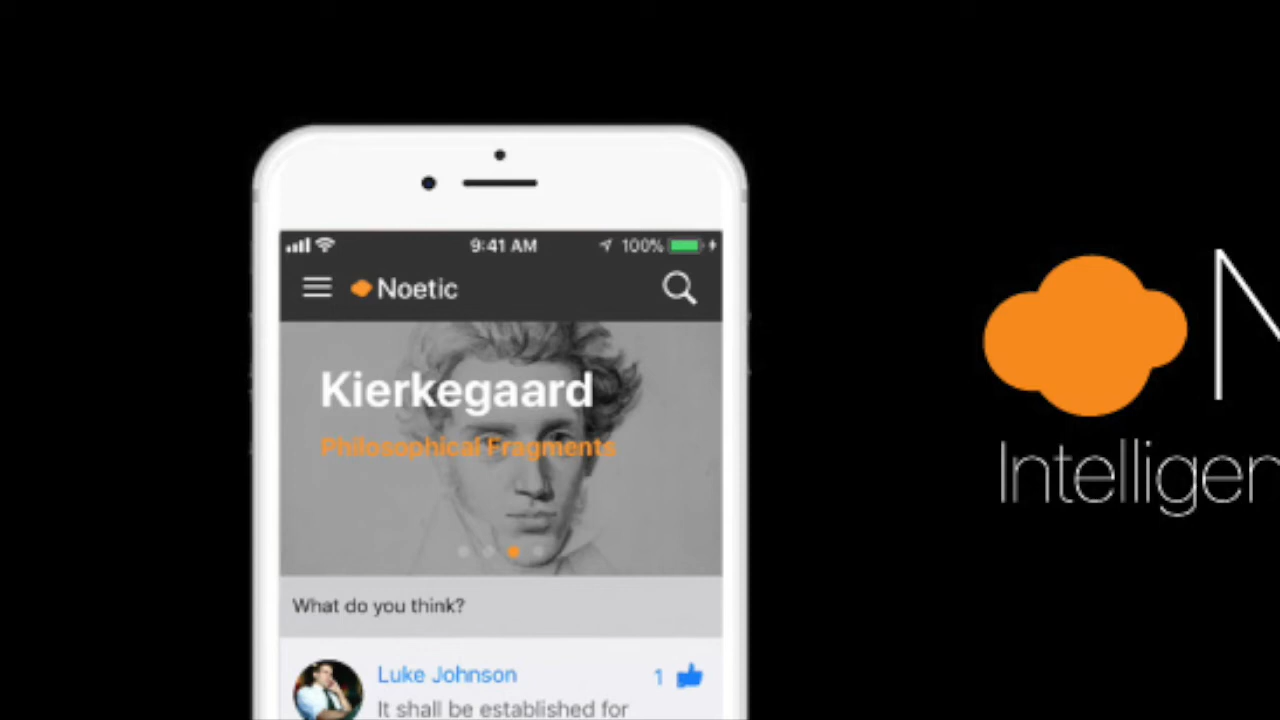 9:41 AM 100%
Noetic
Kierkegaard
Philosophical Fragments
What do you think?
Luke Johnson 1
It shall be established for
N
Intelligen